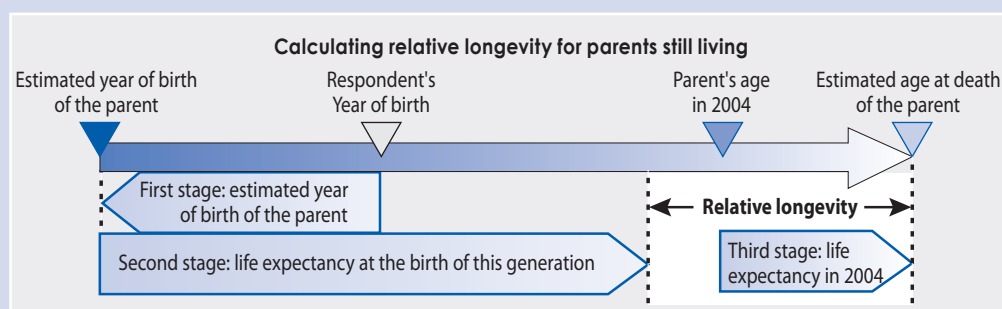 Calculating relative longevity for parents still living
Estimated year of birth
of the parent
Respondent's
Year of birth
Parent's age
in 2004
Estimated age at death
of the parent
First stage: estimated year
of birth of the parent
Relative longevity
Second stage: life expectancy at the birth of this generation
Third stage: life
expectancy in 2004